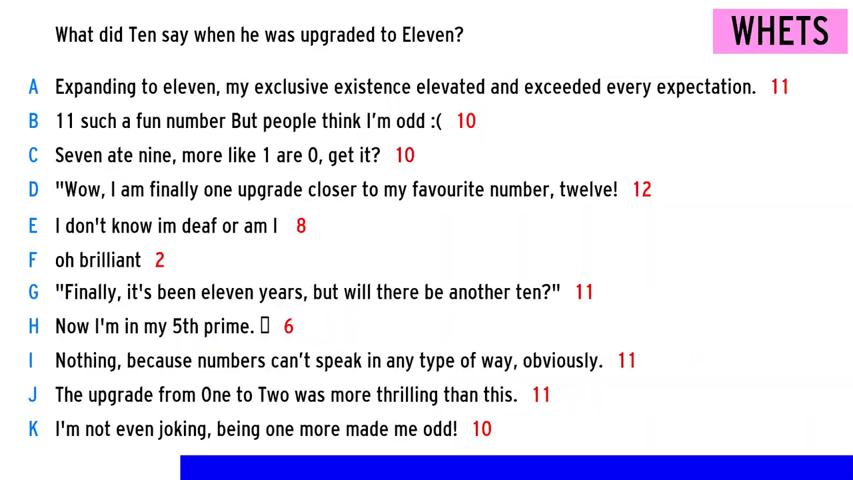 What did Ten say when he was upgraded to Eleven?
WHETS
A Expanding to eleven, my exclusive existence elevated and exceeded every expectation. 11
B 11 such a fun number But people think I'm odd :( 10
C Seven ate nine, more like 1 are 0, get it? 10
D "Wow, I am finally one upgrade closer to my favourite number, twelve! 12
E I don't know im deaf or am I 8
F oh brilliant 2
G "Finally, it's been eleven years, but will there be another ten?" 11
H Now I'm in my 5th prime. ▯ 6
I Nothing, because numbers can't speak in any type of way, obviously. 11
J The upgrade from One to Two was more thrilling than this. 11
K I'm not even joking, being one more made me odd! 10